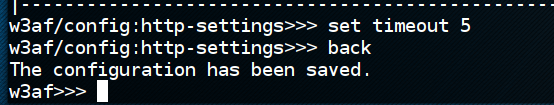 |----------------------------------------------------
w3af/config:http-settings>>> set timeout 5
w3af/config:http-settings>>> back
The configuration has been saved.
w3af>>>